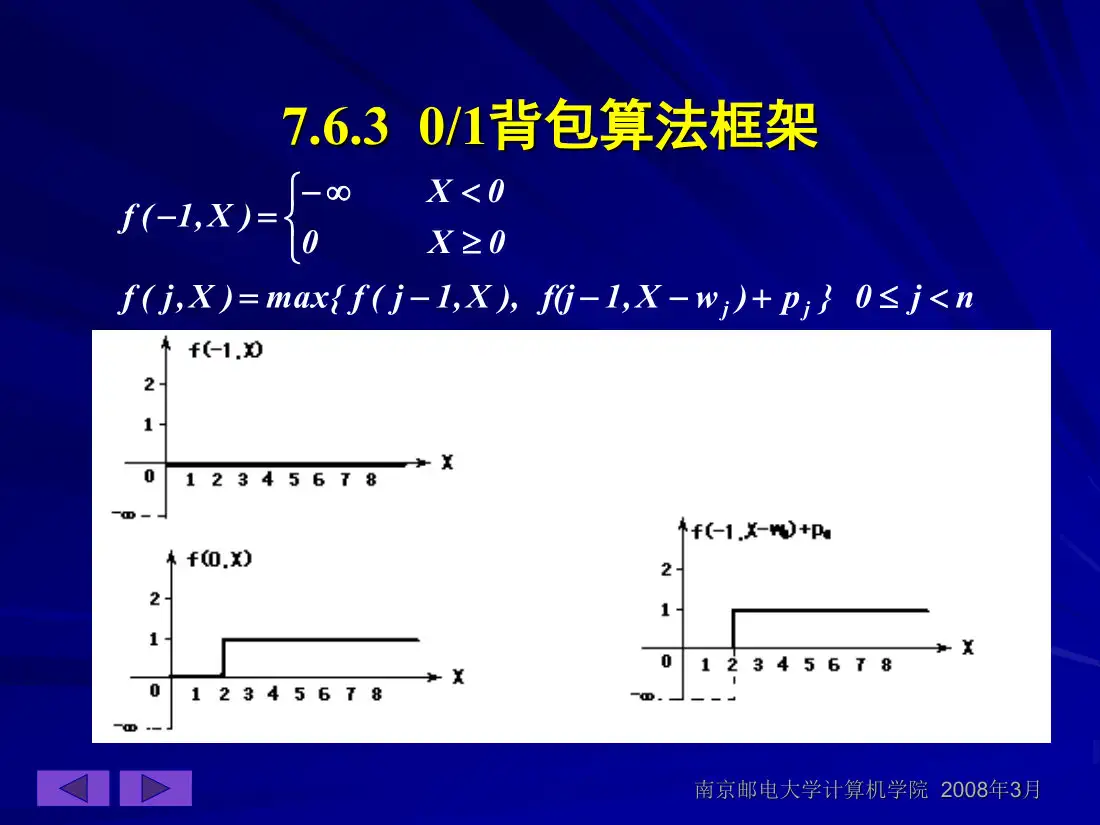 7.6.3 0/1背包算法框架
f(−1,X)={−∞ X<0
0 X≥0
f(j,X)=max{f(j−1,X), f(j−1,X−wj)+pj} 0≤j<n
f(-1,X)
2
1
0 1 2 3 4 5 6 7 8 X
-∞
f(0,X)
2
1
0 1 2 3 4 5 6 7 8 X
-∞
f(-1,X-w0)+p0
2
1
0 1 2 3 4 5 6 7 8 X
-∞
南京邮电大学计算机学院 2008年3月